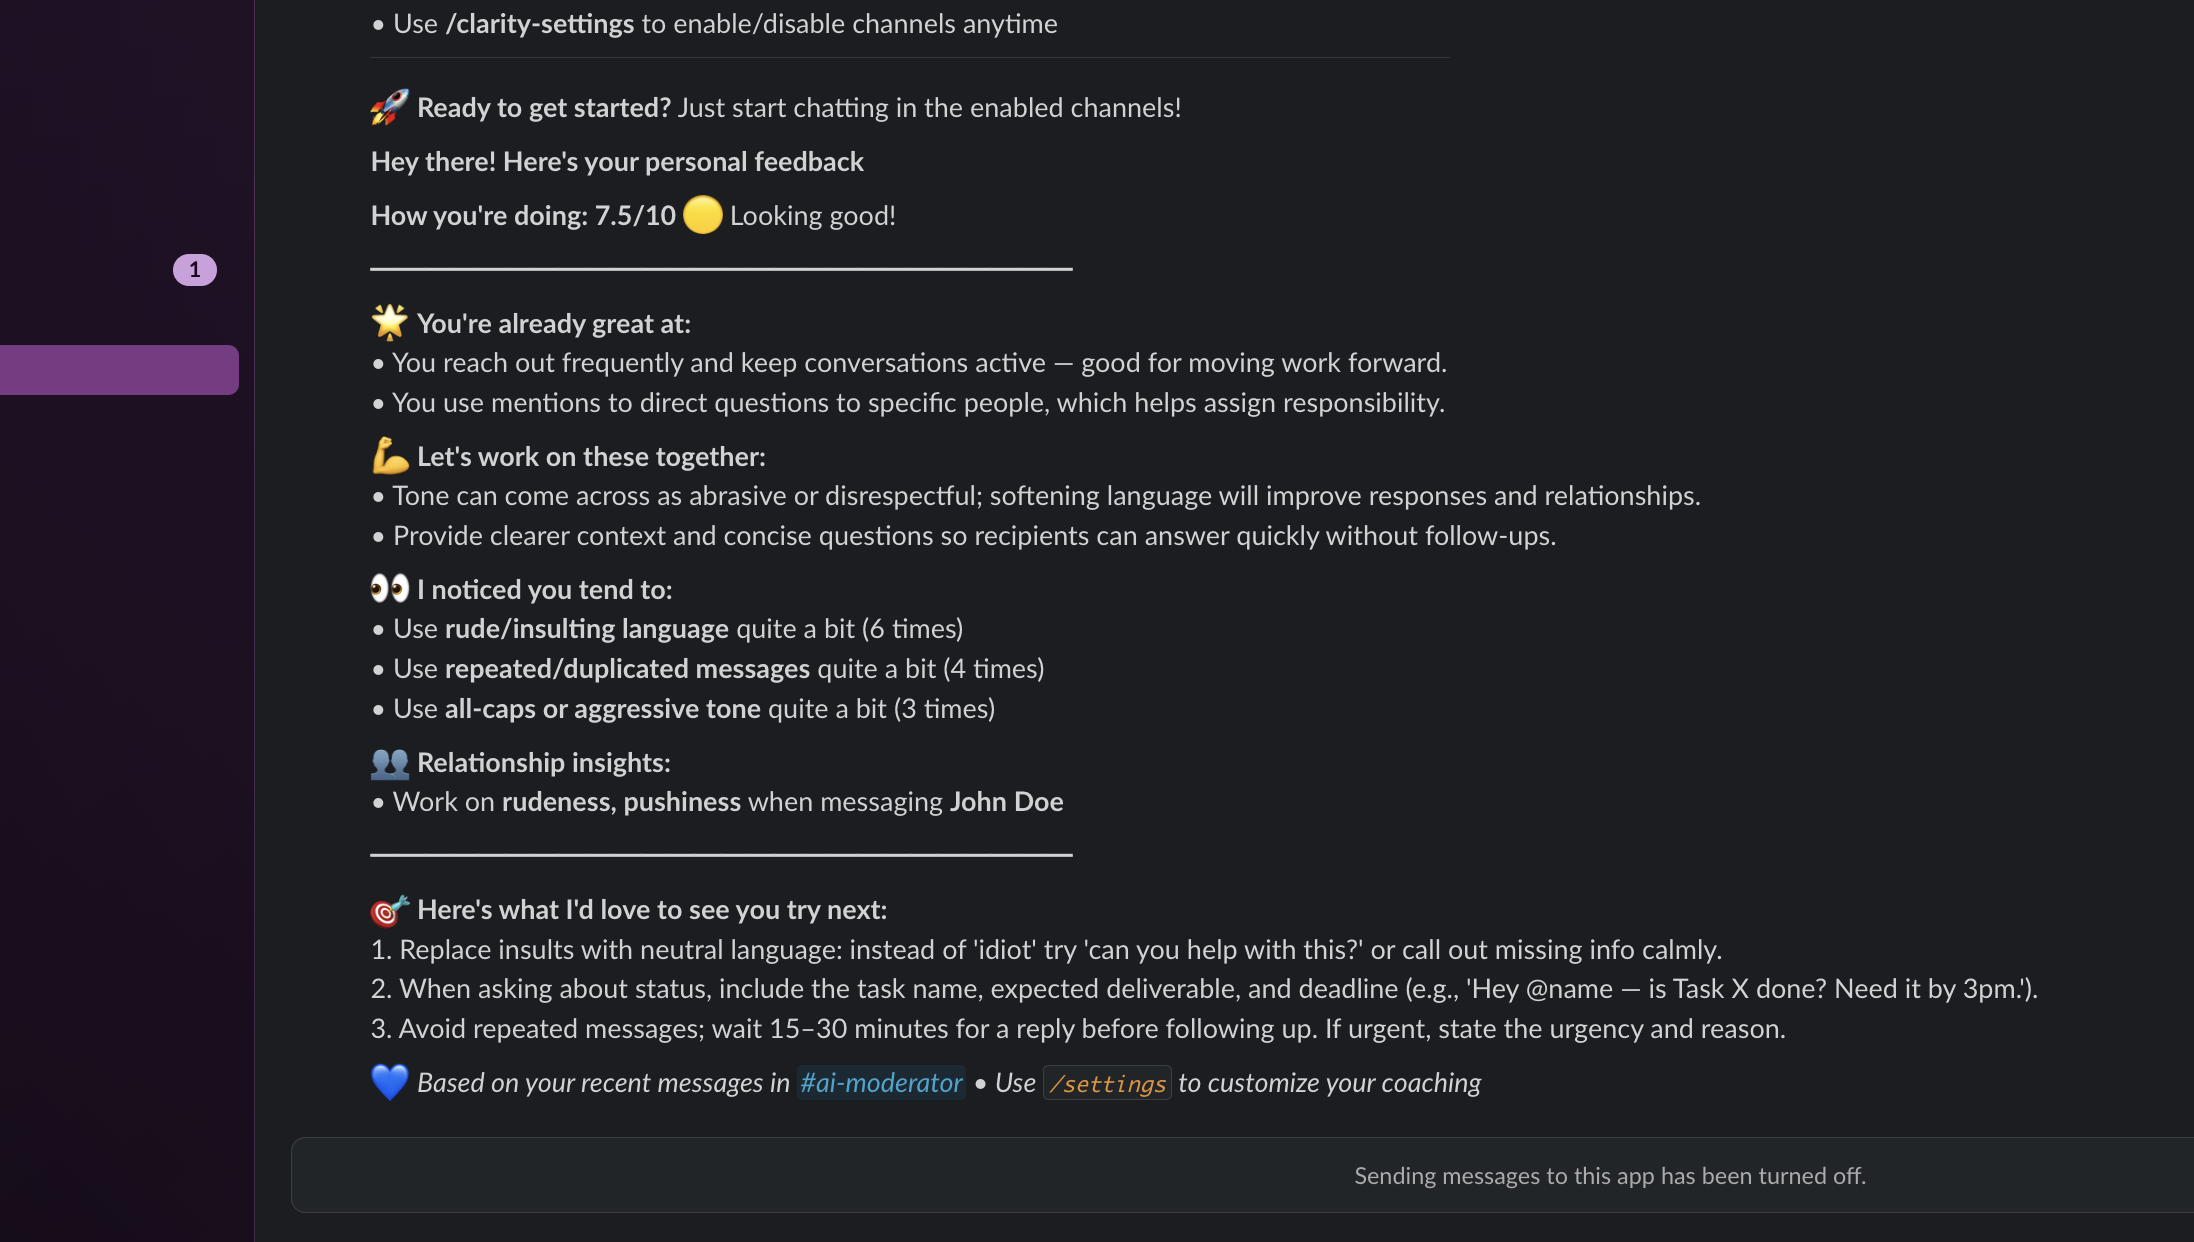 • Use /clarity-settings to enable/disable channels anytime
🚀 Ready to get started? Just start chatting in the enabled channels!
Hey there! Here's your personal feedback
How you're doing: 7.5/10 🟡 Looking good!
1
🌟 You're already great at:
• You reach out frequently and keep conversations active — good for moving work forward.
• You use mentions to direct questions to specific people, which helps assign responsibility.
💪 Let's work on these together:
• Tone can come across as abrasive or disrespectful; softening language will improve responses and relationships.
• Provide clearer context and concise questions so recipients can answer quickly without follow-ups.
👀 I noticed you tend to:
• Use rude/insulting language quite a bit (6 times)
• Use repeated/duplicated messages quite a bit (4 times)
• Use all-caps or aggressive tone quite a bit (3 times)
👥 Relationship insights:
• Work on rudeness, pushiness when messaging John Doe
🎯 Here's what I'd love to see you try next:
1. Replace insults with neutral language: instead of 'idiot' try 'can you help with this?' or call out missing info calmly.
2. When asking about status, include the task name, expected deliverable, and deadline (e.g., 'Hey @name — is Task X done? Need it by 3pm.').
3. Avoid repeated messages; wait 15–30 minutes for a reply before following up. If urgent, state the urgency and reason.
💙 Based on your recent messages in #ai-moderator • Use /settings to customize your coaching
Sending messages to this app has been turned off.